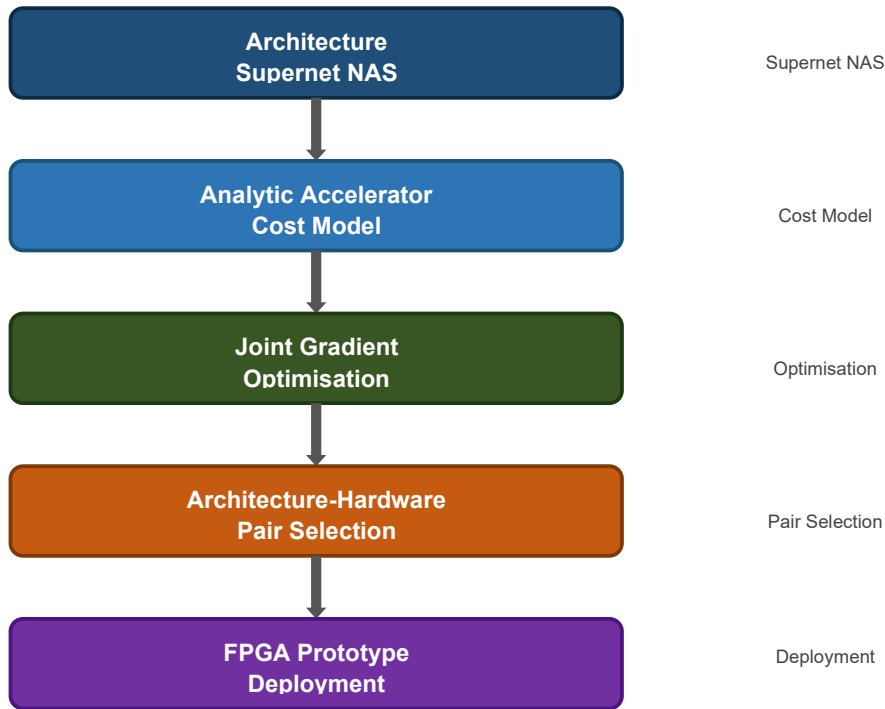 Architecture
Supernet NAS
Supernet NAS
Analytic Accelerator
Cost Model
Cost Model
Joint Gradient
Optimisation
Optimisation
Architecture-Hardware
Pair Selection
Pair Selection
FPGA Prototype
Deployment
Deployment